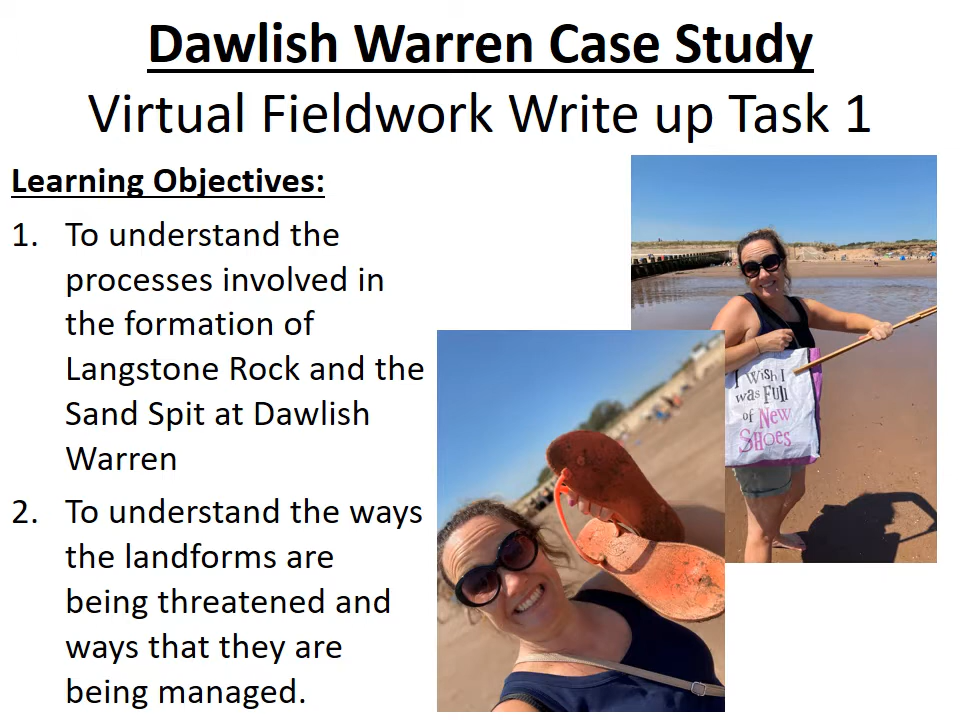 Dawlish Warren Case Study
Virtual Fieldwork Write up Task 1
Learning Objectives:
1. To understand the
processes involved in
the formation of
Langstone Rock and the
Sand Spit at Dawlish
Warren
2. To understand the ways
the landforms are
being threatened and
ways that they are
being managed.
I Wish I
was Full
of New
SHoes